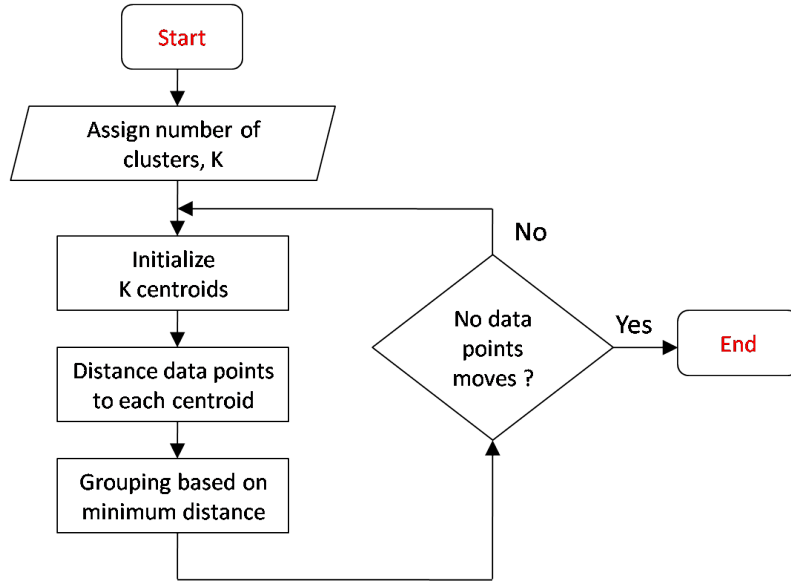 Start
Assign number of
clusters, K
Initialize
K centroids
Distance data points
to each centroid
Grouping based on
minimum distance
No
No data
points
moves ?
Yes
End